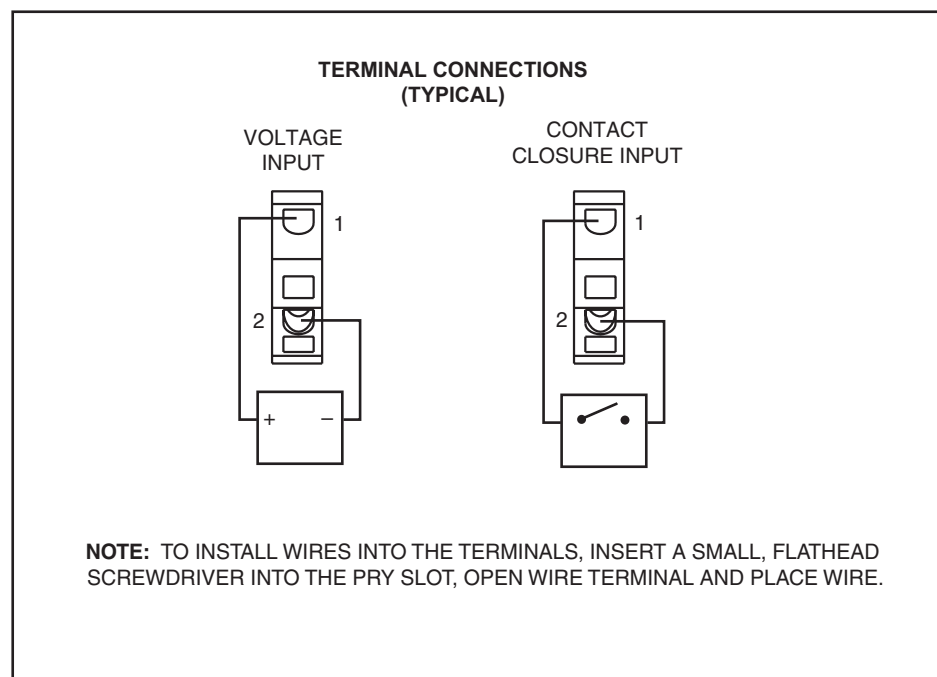 TERMINAL CONNECTIONS
(TYPICAL)
VOLTAGE
INPUT
1
2
+ –
CONTACT
CLOSURE INPUT
1
2
NOTE: TO INSTALL WIRES INTO THE TERMINALS, INSERT A SMALL, FLATHEAD
SCREWDRIVER INTO THE PRY SLOT, OPEN WIRE TERMINAL AND PLACE WIRE.